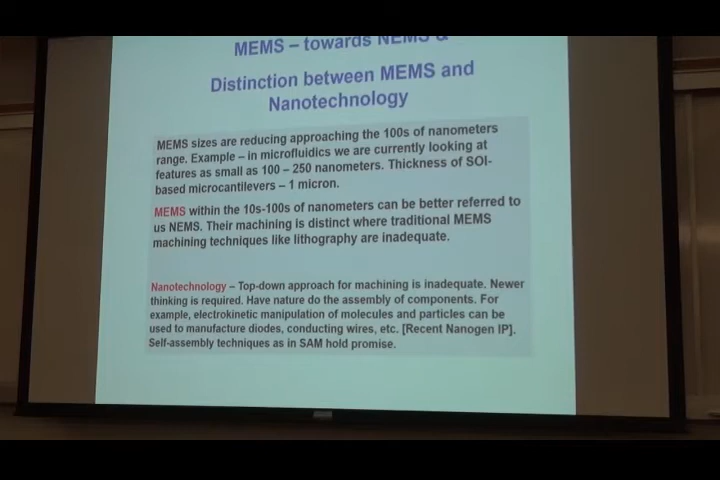 MEMS – towards NEMS &
Distinction between MEMS and
Nanotechnology
MEMS sizes are reducing approaching the 100s of nanometers
range. Example – in microfluidics we are currently looking at
features as small as 100 – 250 nanometers. Thickness of SOI-
based microcantilevers – 1 micron.
MEMS within the 10s-100s of nanometers can be better referred to
us NEMS. Their machining is distinct where traditional MEMS
machining techniques like lithography are inadequate.
Nanotechnology – Top-down approach for machining is inadequate. Newer
thinking is required. Have nature do the assembly of components. For
example, electrokinetic manipulation of molecules and particles can be
used to manufacture diodes, conducting wires, etc. [Recent Nanogen IP].
Self-assembly techniques as in SAM hold promise.